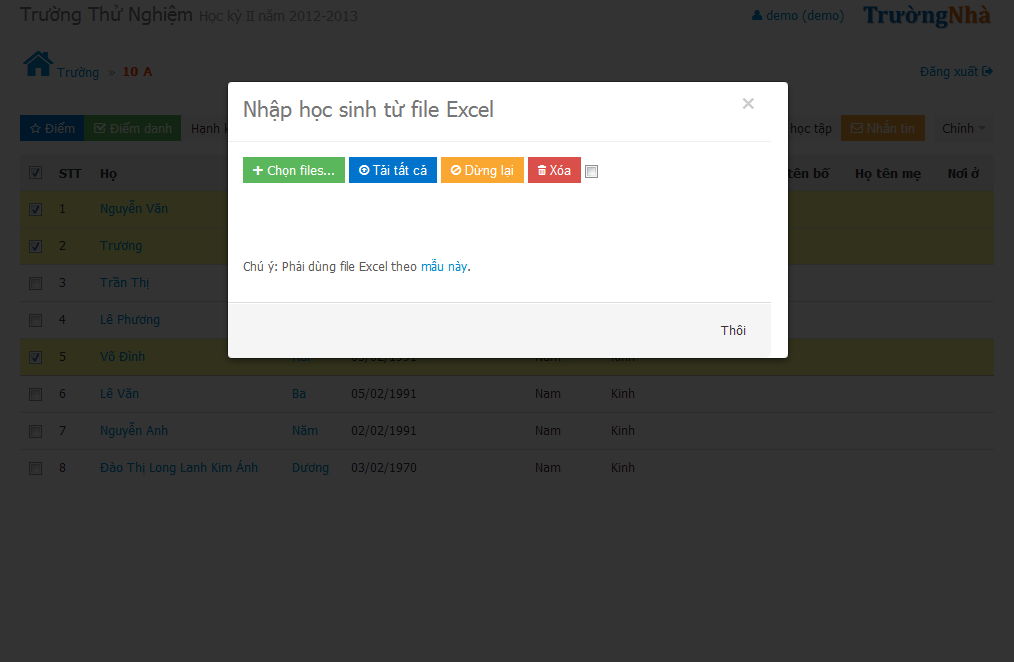 Trường Thử Nghiệm Học kỳ II năm 2012-2013
demo (demo) TrườngNhà
Trường » 10 A
Đăng xuất
Nhập học sinh từ file Excel
×
Điểm Điểm danh Hạnh học tập Nhắn tin Chỉnh
Chọn files... Tải tất cả Dừng lại Xóa
STT Họ tên bố Họ tên mẹ Nơi ở
1 Nguyễn Văn
2 Trương
Chú ý: Phải dùng file Excel theo mẫu này.
3 Trần Thị
4 Lê Phương
Thôi
5 Võ Đình
6 Lê Văn Ba 05/02/1991 Nam Kinh
7 Nguyễn Anh Năm 02/02/1991 Nam Kinh
8 Đào Thị Long Lanh Kim Ánh Dương 03/02/1970 Nam Kinh